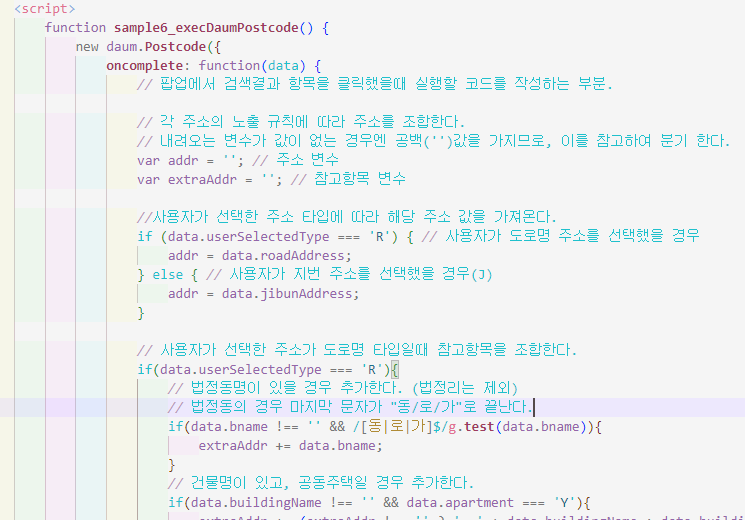 <script>
function sample6_execDaumPostcode() {
new daum.Postcode({
oncomplete: function(data) {
// 팝업에서 검색결과 항목을 클릭했을때 실행할 코드를 작성하는 부분.
// 각 주소의 노출 규칙에 따라 주소를 조합한다.
// 내려오는 변수가 값이 없는 경우엔 공백('')값을 가지므로, 이를 참고하여 분기 한다.
var addr = ''; // 주소 변수
var extraAddr = ''; // 참고항목 변수
//사용자가 선택한 주소 타입에 따라 해당 주소 값을 가져온다.
if (data.userSelectedType === 'R') { // 사용자가 도로명 주소를 선택했을 경우
addr = data.roadAddress;
} else { // 사용자가 지번 주소를 선택했을 경우(J)
addr = data.jibunAddress;
}
// 사용자가 선택한 주소가 도로명 타입일때 참고항목을 조합한다.
if(data.userSelectedType === 'R'){
// 법정동명이 있을 경우 추가한다. (법정리는 제외)
// 법정동의 경우 마지막 문자가 "동/로/가"로 끝난다.
if(data.bname !== '' && /[동|로|가]$/g.test(data.bname)){
extraAddr += data.bname;
}
// 건물명이 있고, 공동주택일 경우 추가한다.
if(data.buildingName !== '' && data.apartment === 'Y'){